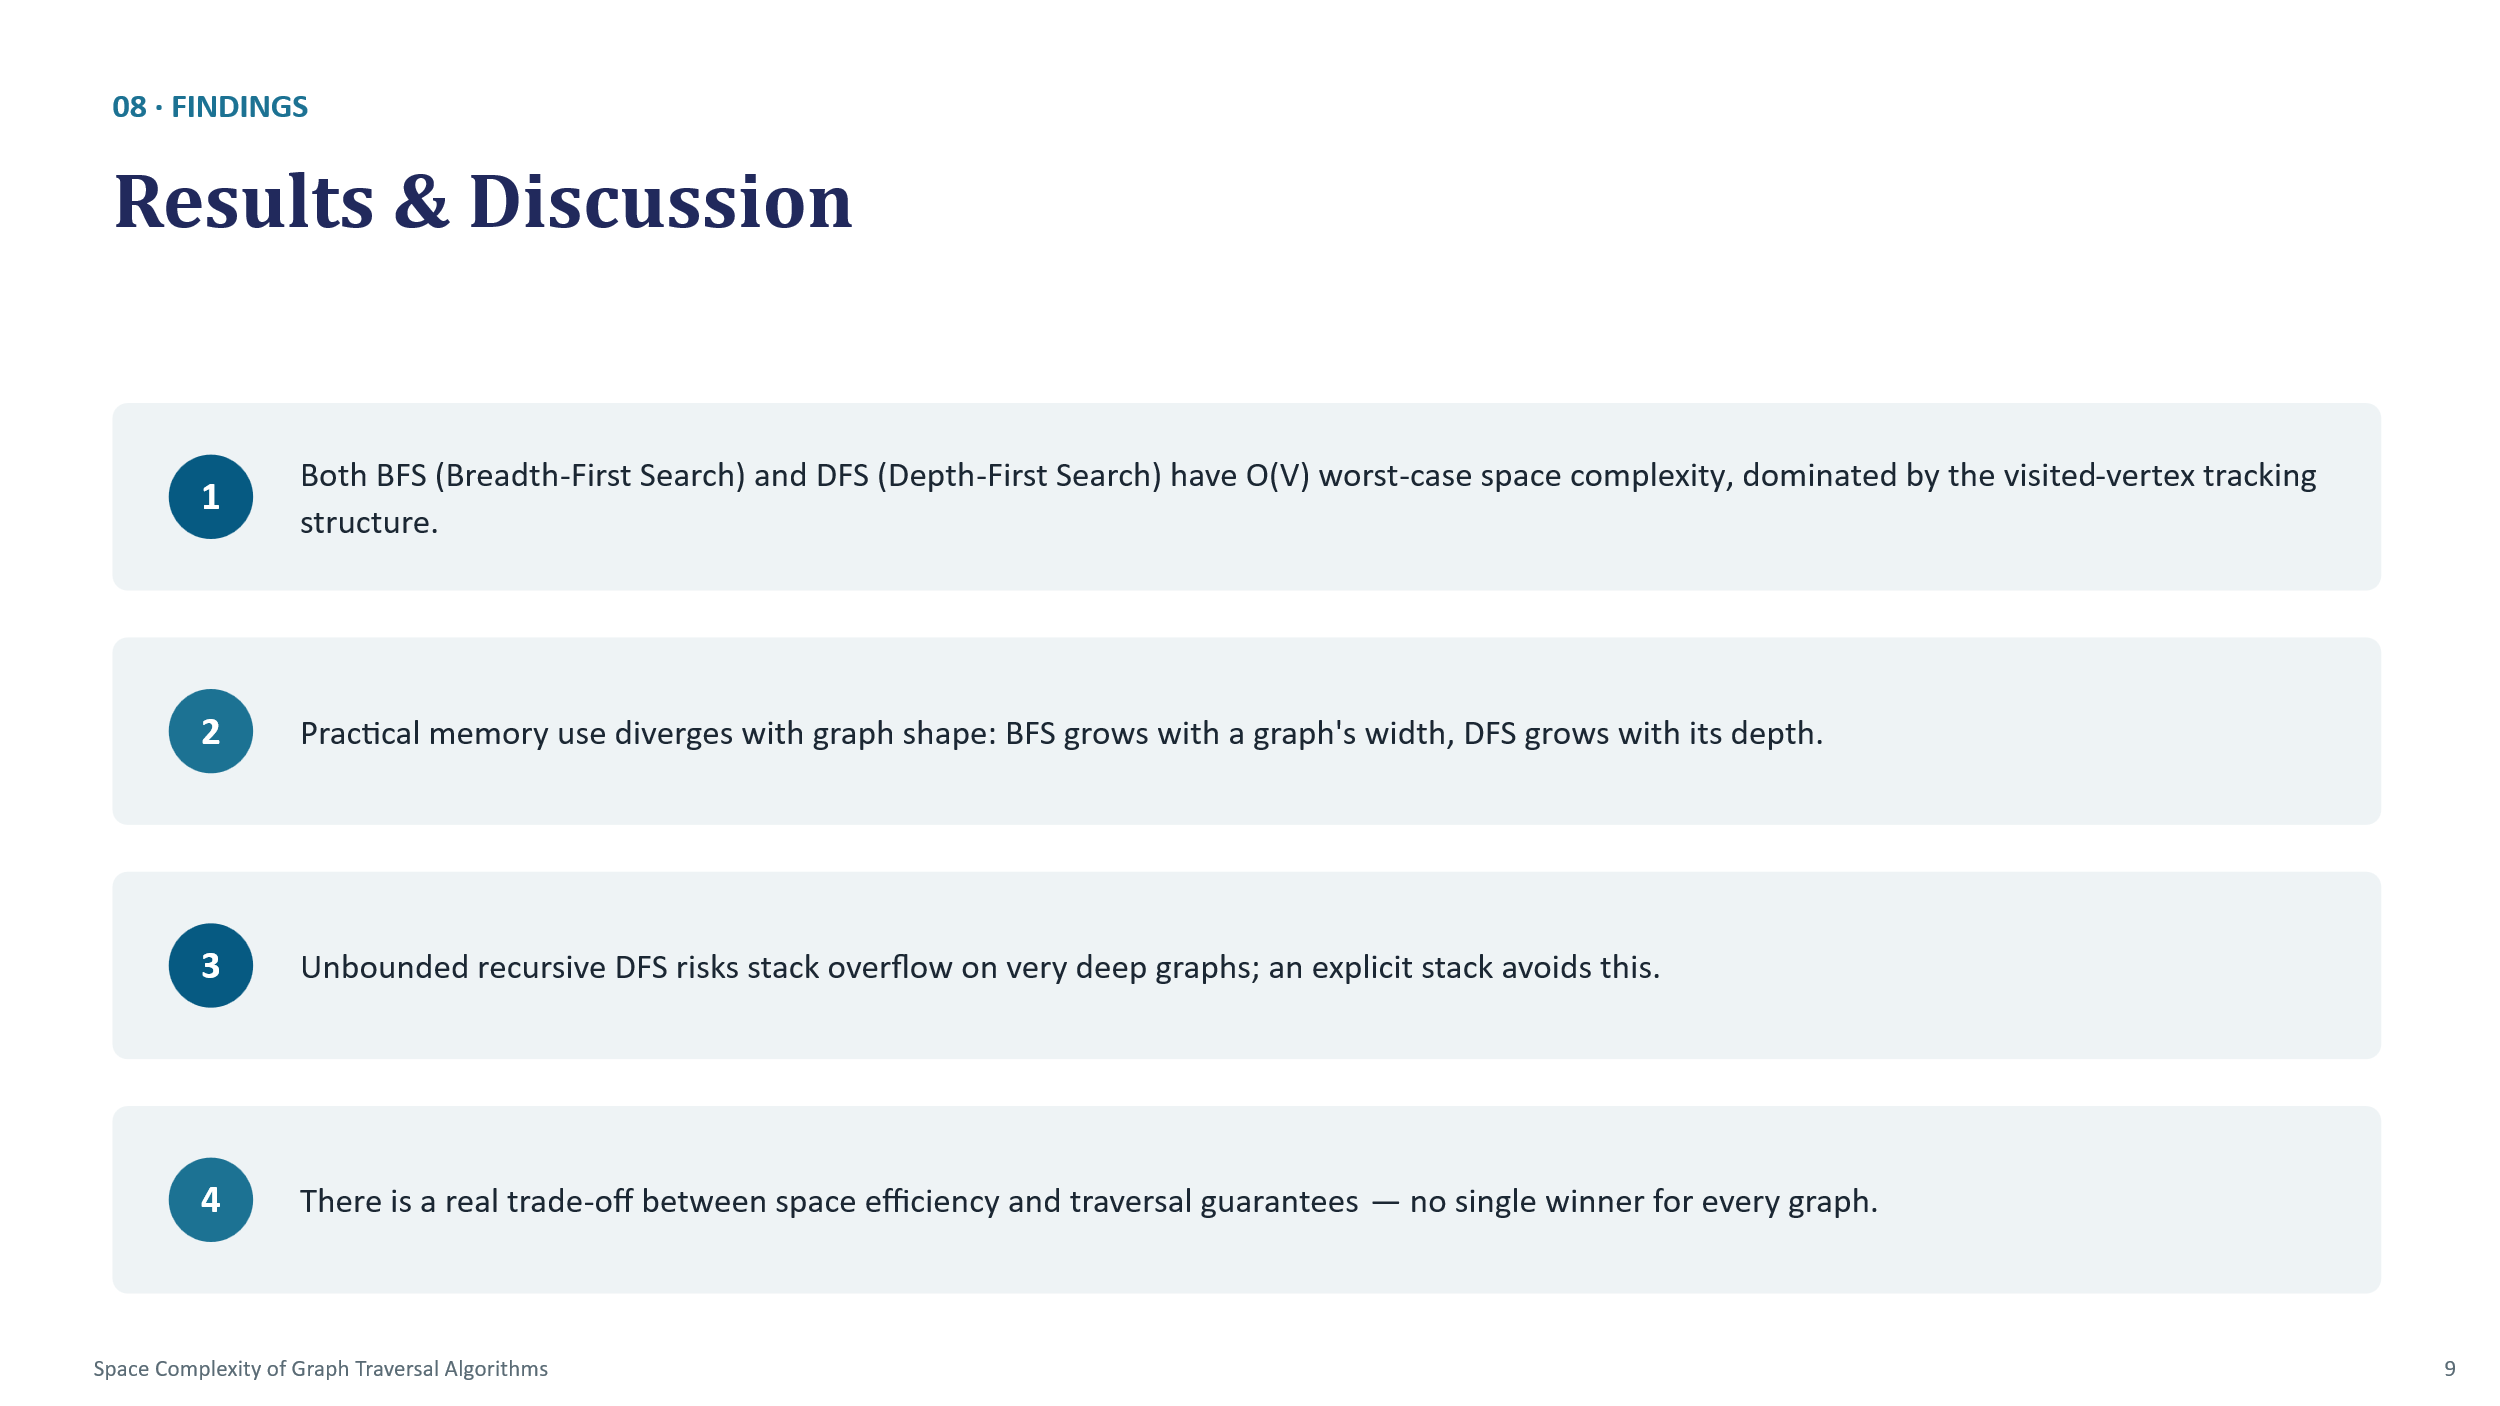 08 · FINDINGS
Results & Discussion
1
Both BFS (Breadth-First Search) and DFS (Depth-First Search) have O(V) worst-case space complexity, dominated by the visited-vertex tracking
structure.
2
Practical memory use diverges with graph shape: BFS grows with a graph's width, DFS grows with its depth.
3
Unbounded recursive DFS risks stack overflow on very deep graphs; an explicit stack avoids this.
4
There is a real trade-off between space efficiency and traversal guarantees — no single winner for every graph.
Space Complexity of Graph Traversal Algorithms
9